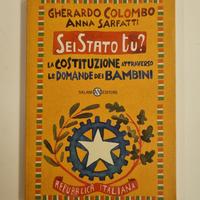 GHERARDO COLOMBO
ANNA SARFATTI
SEI STATO TU?
LA COSTITUZIONE ATTRAVERSO
LE DOMANDE DEI BAMBINI
SALANI EDITORE
REPUBBLICA ITALIANA